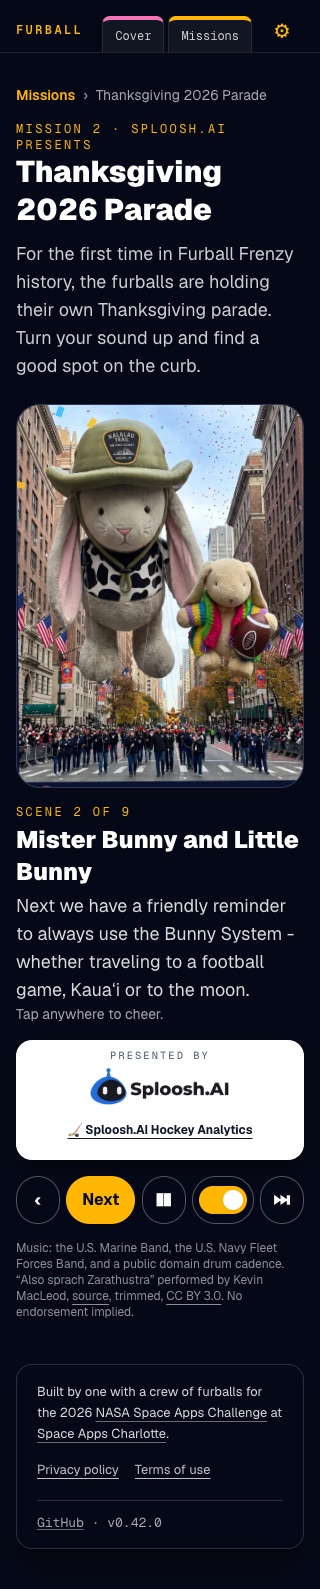 FURBALL
Cover
Missions
Missions › Thanksgiving 2026 Parade
MISSION 2 · SPLOOSH.AI
PRESENTS
Thanksgiving
2026 Parade
For the first time in Furball Frenzy
history, the furballs are holding
their own Thanksgiving parade.
Turn your sound up and find a
good spot on the curb.
KALALAU
TRAIL
SCENE 2 OF 9
Mister Bunny and Little
Bunny
Next we have a friendly reminder
to always use the Bunny System -
whether traveling to a football
game, Kauaʻi or to the moon.
Tap anywhere to cheer.
PRESENTED BY
Sploosh.AI
Sploosh.AI Hockey Analytics
‹ Next
Music: the U.S. Marine Band, the U.S. Navy Fleet
Forces Band, and a public domain drum cadence.
“Also sprach Zarathustra” performed by Kevin
MacLeod, source, trimmed, CC BY 3.0. No
endorsement implied.
Built by one with a crew of furballs for
the 2026 NASA Space Apps Challenge at
Space Apps Charlotte.
Privacy policy Terms of use
GitHub · v0.42.0